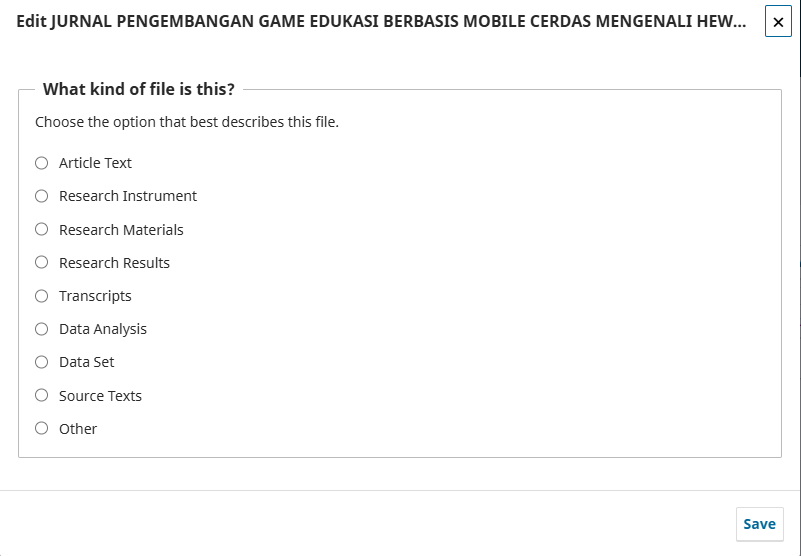 Edit JURNAL PENGEMBANGAN GAME EDUKASI BERBASIS MOBILE CERDAS MENGENALI HEW...
What kind of file is this?
Choose the option that best describes this file.
Article Text
Research Instrument
Research Materials
Research Results
Transcripts
Data Analysis
Data Set
Source Texts
Other
Save